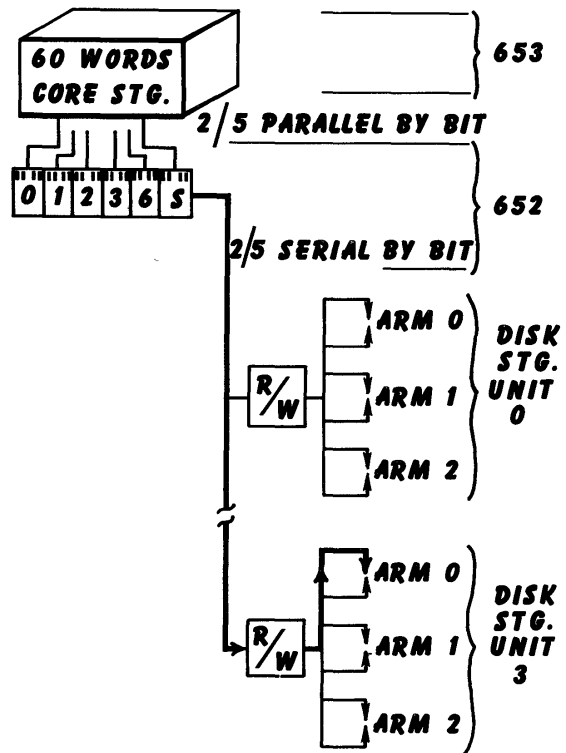 60 WORDS
CORE STG.
653
2/5 PARALLEL BY BIT
0 1 2 3 6 S
652
2/5 SERIAL BY BIT
ARM 0
R/W
ARM 1
ARM 2
DISK
STG.
UNIT
0
ARM 0
R/W
ARM 1
ARM 2
DISK
STG.
UNIT
3